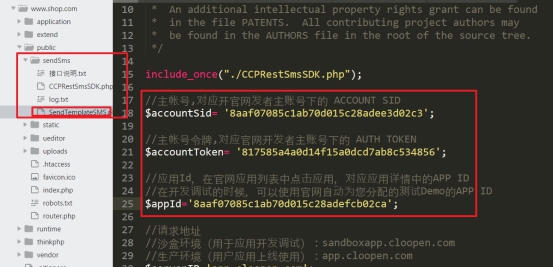 www.shop.com
application
extend
public
sendSms
接口说明.txt
CCPRestSmsSDK.php
log.txt
SendTemplateSMS.
static
ueditor
uploads
.htaccess
favicon.ico
index.php
robots.txt
router.php
runtime
thinkphp
vendor
10 * An additional intellectual property rights grant can be found
11 in the file PATENTS. All contributing project authors may
12 be found in the AUTHORS file in the root of the source tree.
13 */
14
15 include_once("./CCPRestSmsSDK.php");
16
17 //主帐号,对应开官网发者主账号下的 ACCOUNT SID
18 $accountSid= '8aaf07085c1ab70d015c28adee3d02c3';
19
20 //主帐号令牌,对应官网开发者主账号下的 AUTH TOKEN
21 $accountToken= '817585a4a0d14f15a0dcd7ab8c534856';
22
23 //应用Id，在官网应用列表中点击应用，对应应用详情中的APP ID
24 //在开发调试的时候，可以使用官网自动为您分配的测试Demo的APP ID
25 $appId='8aaf07085c1ab70d015c28adefcb02ca';
26
27 //请求地址
28 //沙盒环境（用于应用开发调试）：sandboxapp.cloopen.com
29 //生产环境（用户应用上线使用）：app.cloopen.com